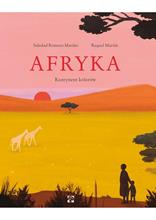 Soledad Romero Mariño
Raquel Martín
AFRYKA
Kontynent kolorów